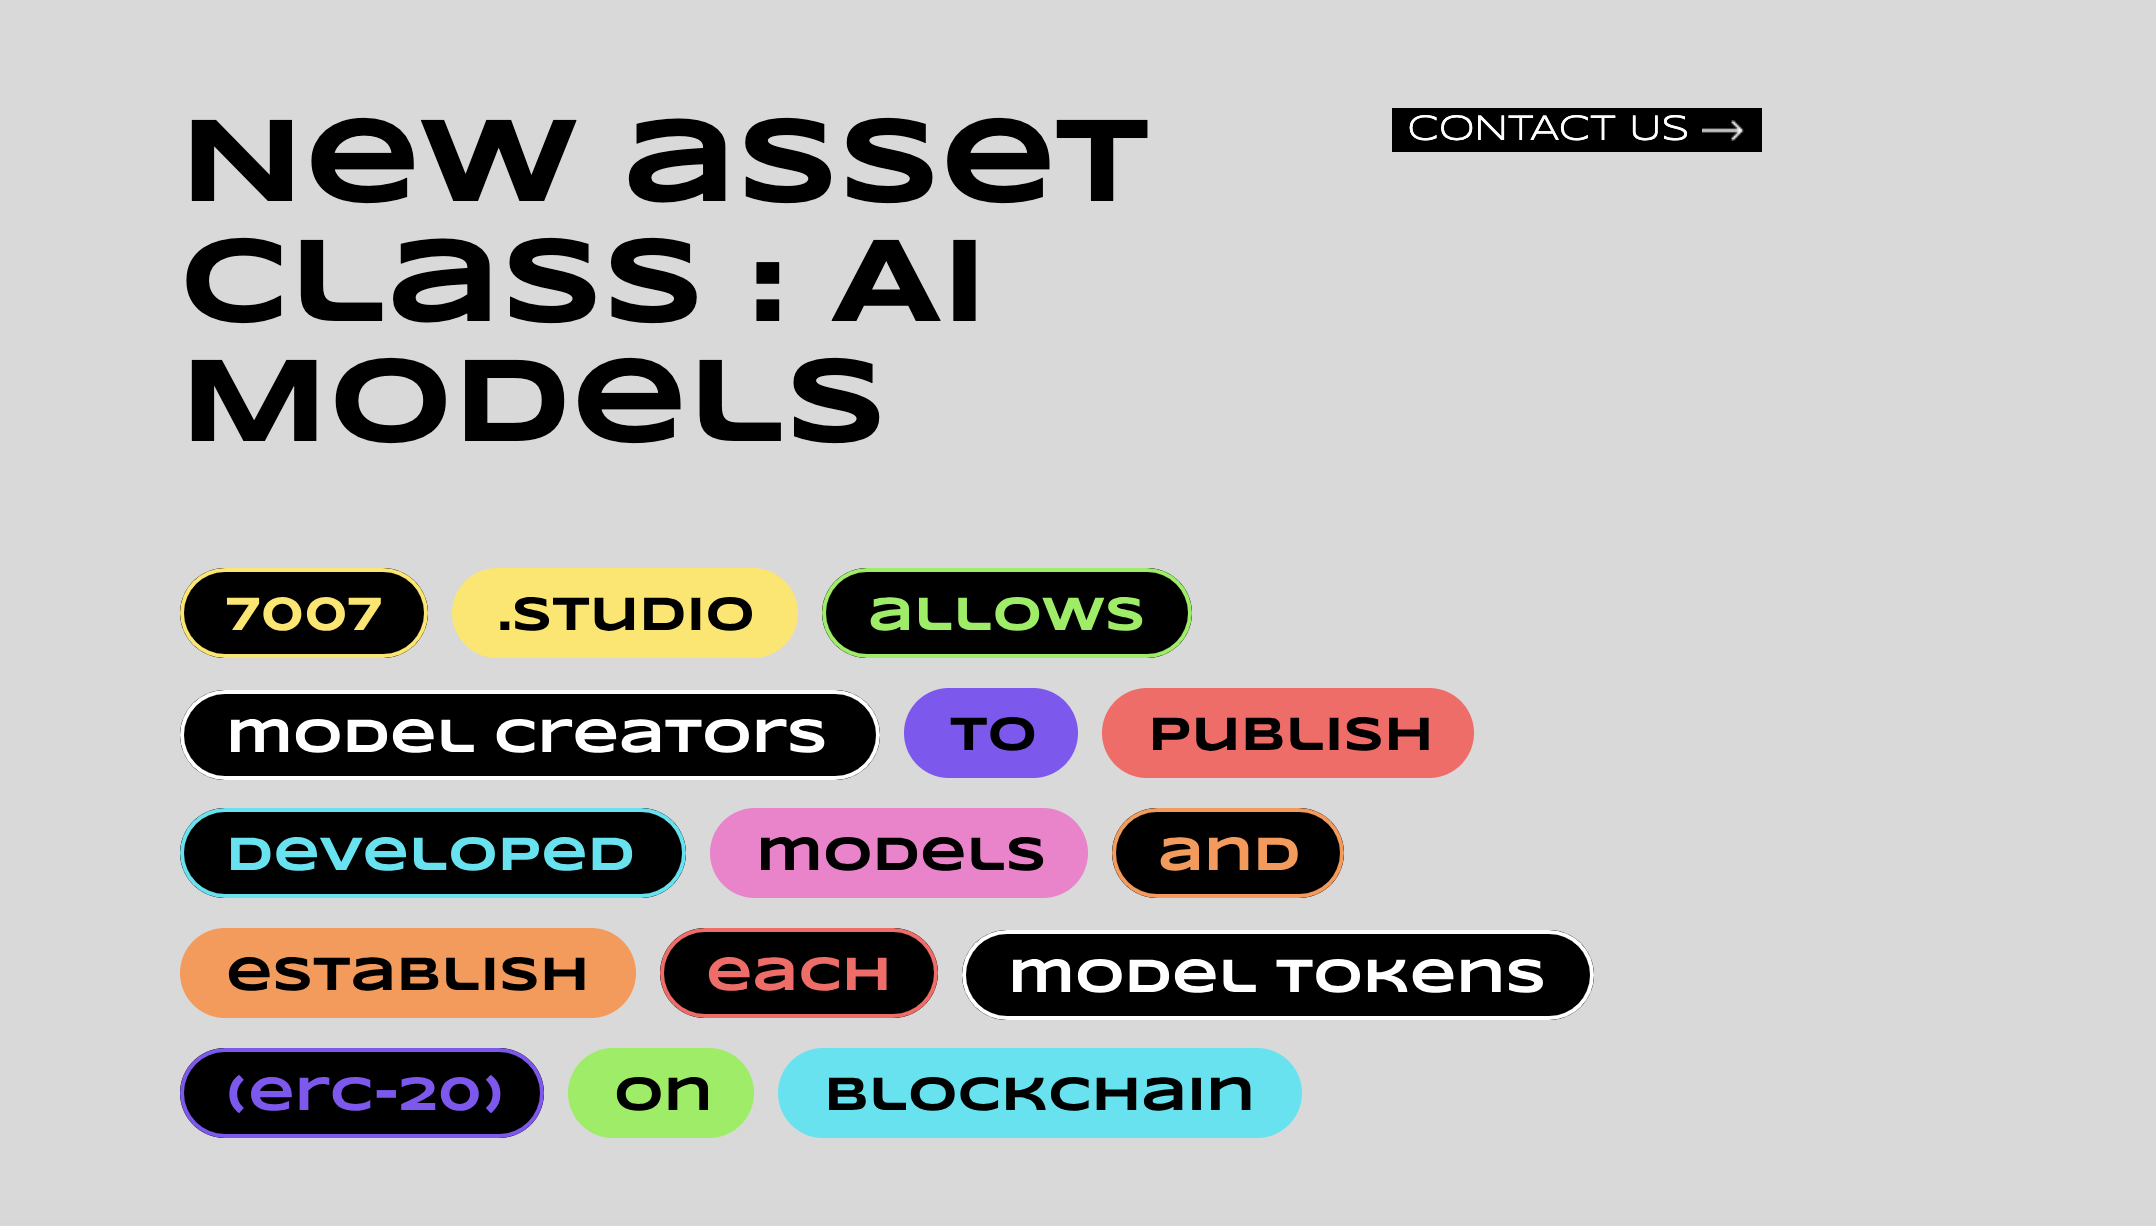 New asset
Class : AI
Models
CONTACT US →
7007 .studio allows
model creators to publish
developed models and
establish each model tokens
(erc-20) on blockchain